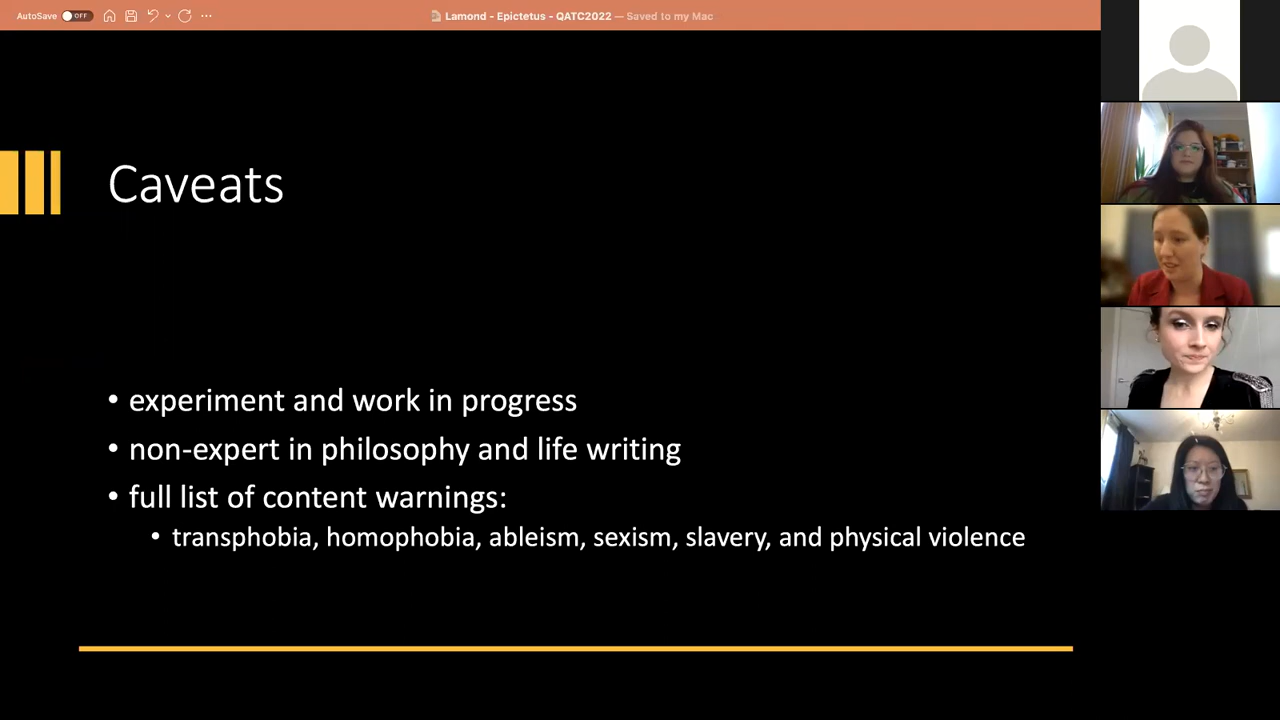 AutoSave OFF
Lamond - Epictetus - QATC2022 — Saved to my Mac
Caveats
• experiment and work in progress
• non-expert in philosophy and life writing
• full list of content warnings:
• transphobia, homophobia, ableism, sexism, slavery, and physical violence